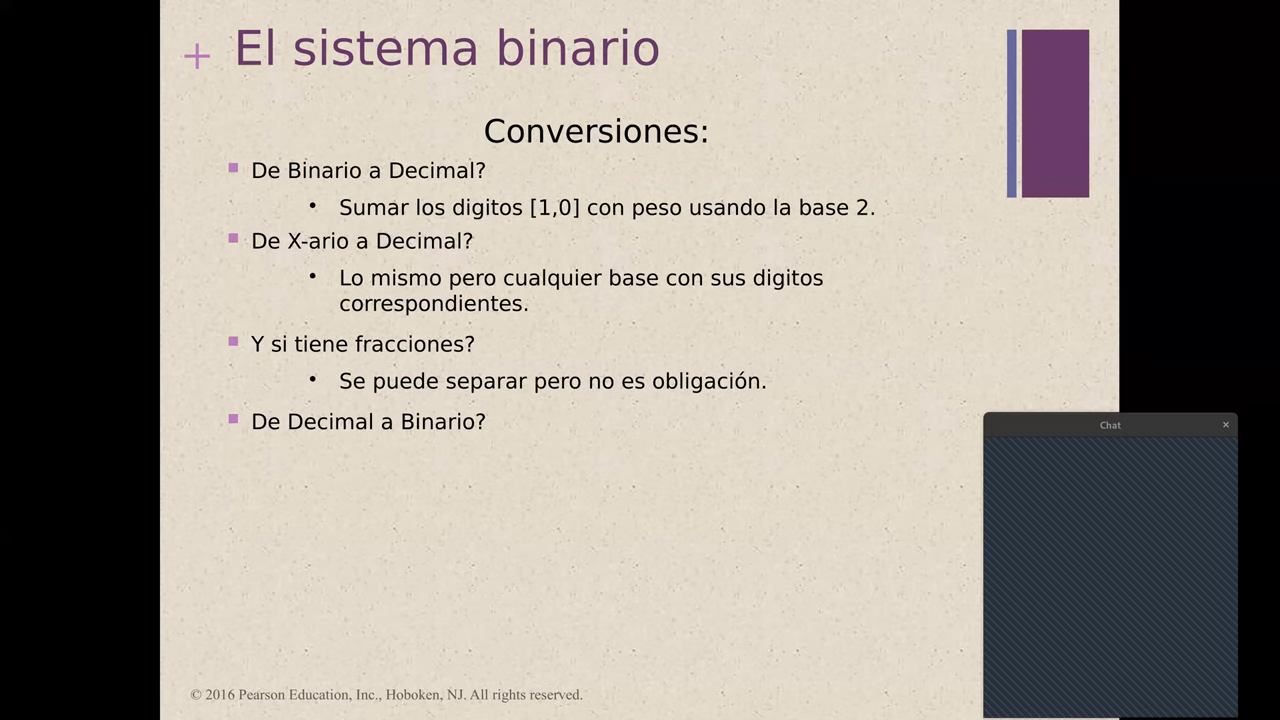 + El sistema binario
Conversiones:
De Binario a Decimal?
• Sumar los digitos [1,0] con peso usando la base 2.
De X-ario a Decimal?
• Lo mismo pero cualquier base con sus digitos
correspondientes.
Y si tiene fracciones?
• Se puede separar pero no es obligación.
De Decimal a Binario?
Chat ×
© 2016 Pearson Education, Inc., Hoboken, NJ. All rights reserved.